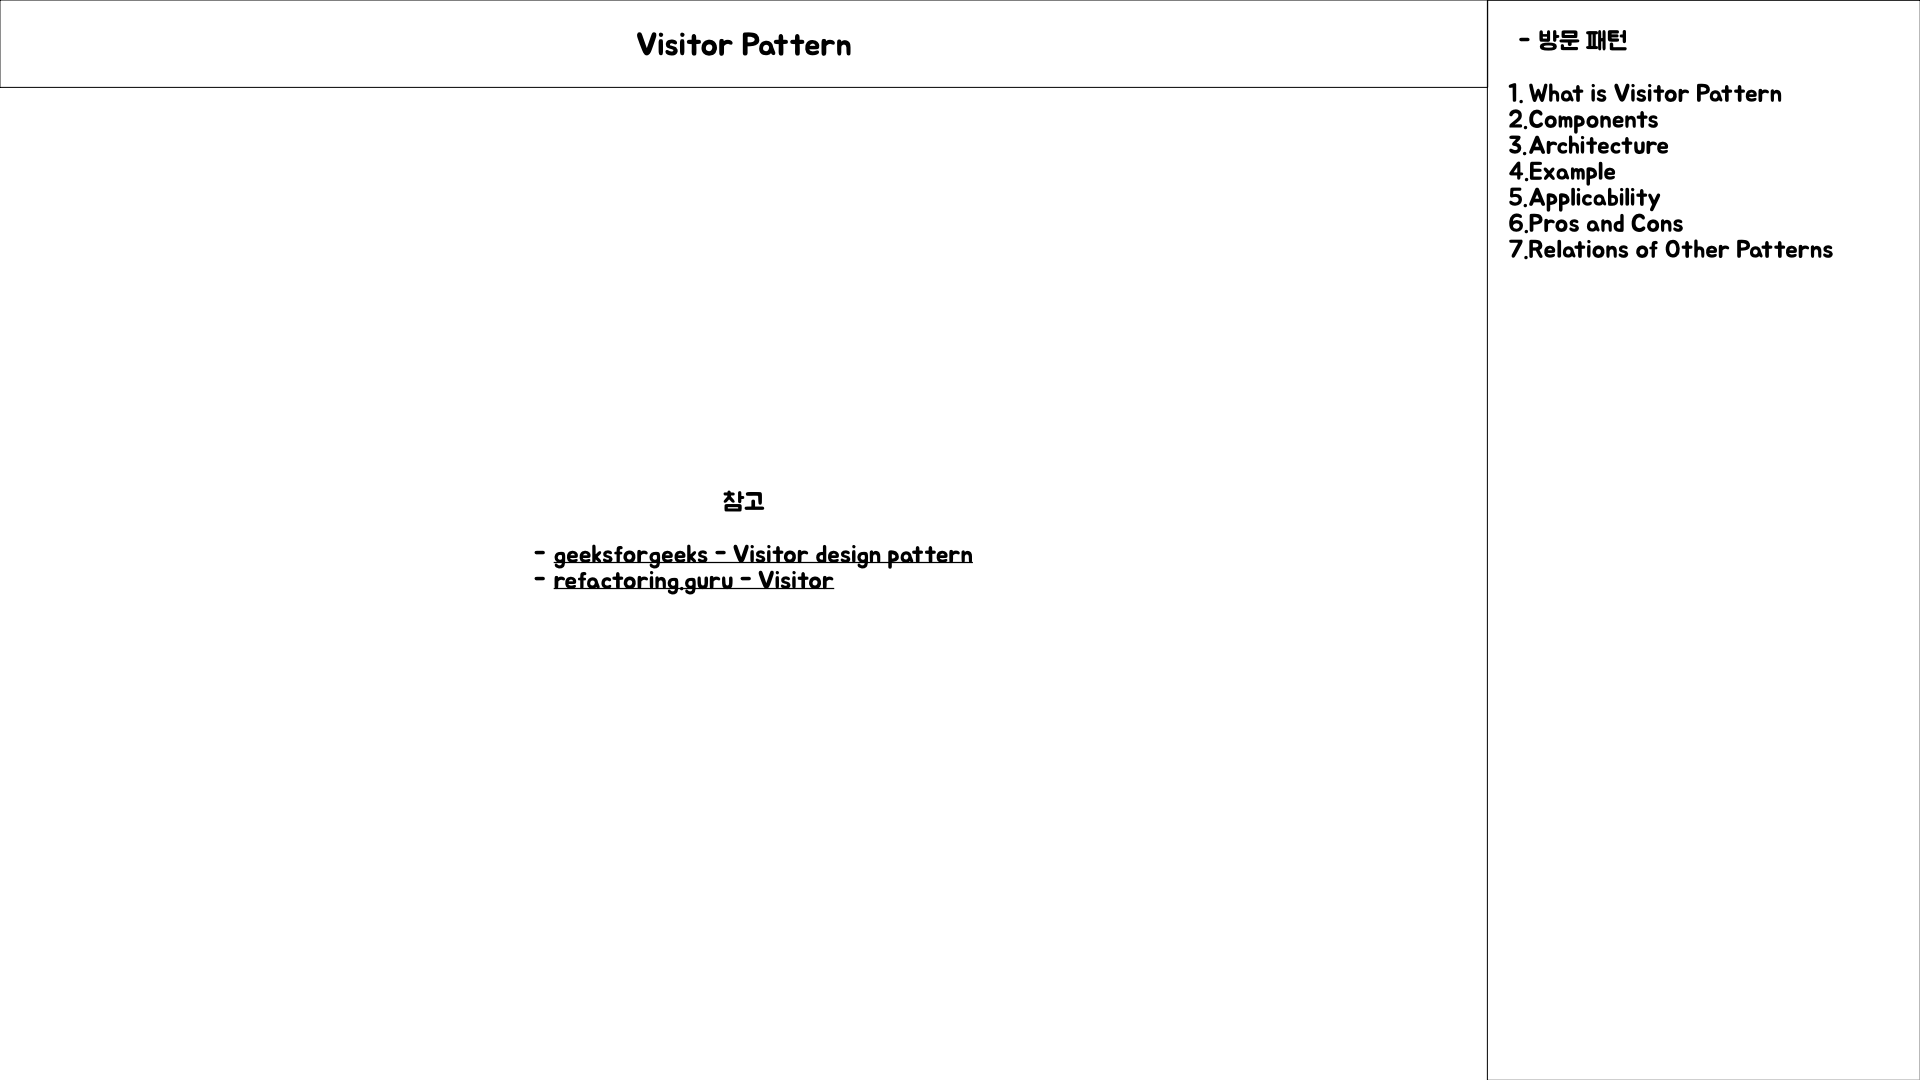 Visitor Pattern
참고
- geeksforgeeks - Visitor design pattern
- refactoring.guru - Visitor
- 방문 패턴
1. What is Visitor Pattern
2.Components
3.Architecture
4.Example
5.Applicability
6.Pros and Cons
7.Relations of Other Patterns